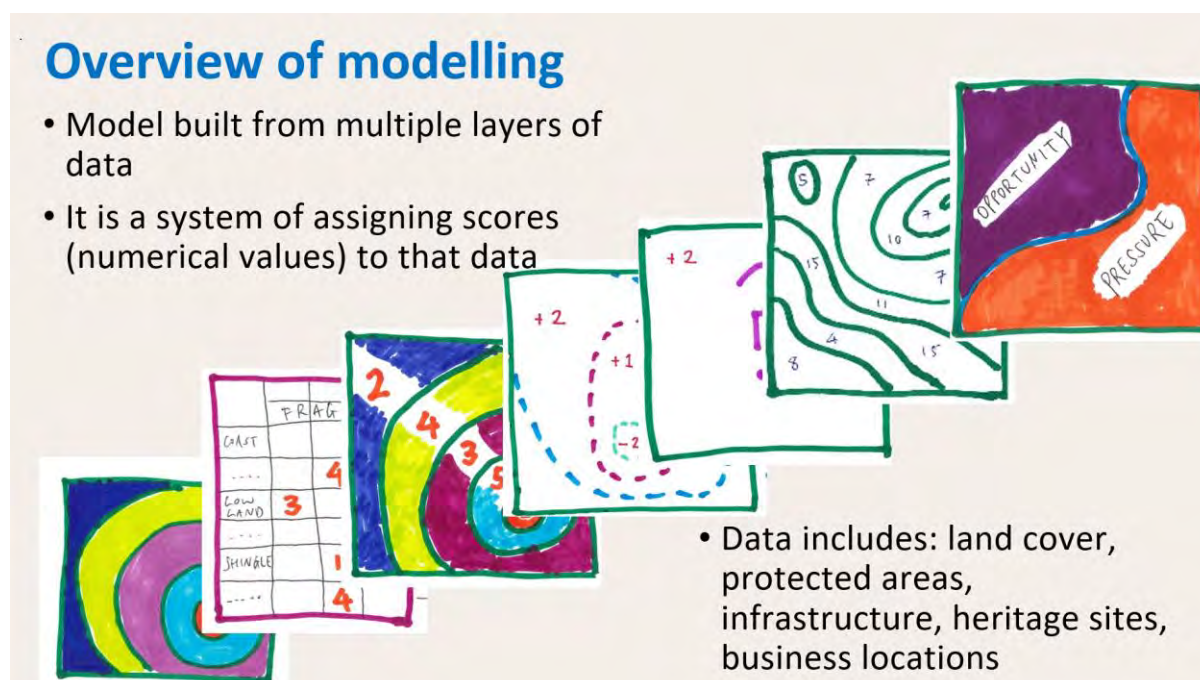 Overview of modelling
• Model built from multiple layers of
data
• It is a system of assigning scores
(numerical values) to that data
FRAG
COAST
....
4
LOW
LAND
3
....
SHINGLE
1
.....
4
2
4
3
5
+2
+1
-2
+2
5
7
7
10
7
15
11
4
15
8
OPPORTUNITY
PRESSURE
• Data includes: land cover,
protected areas,
infrastructure, heritage sites,
business locations